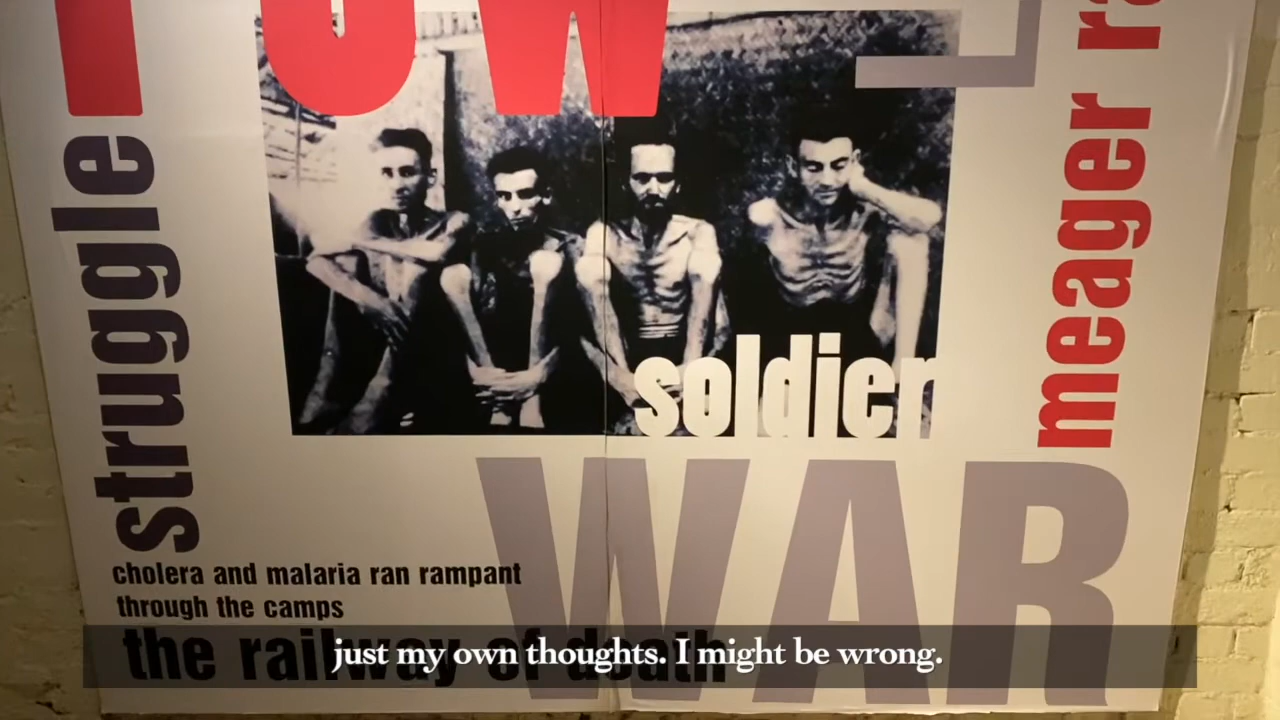 struggle
meager
soldier
WAR
cholera and malaria ran rampant
through the camps
the railway of death
just my own thoughts. I might be wrong.